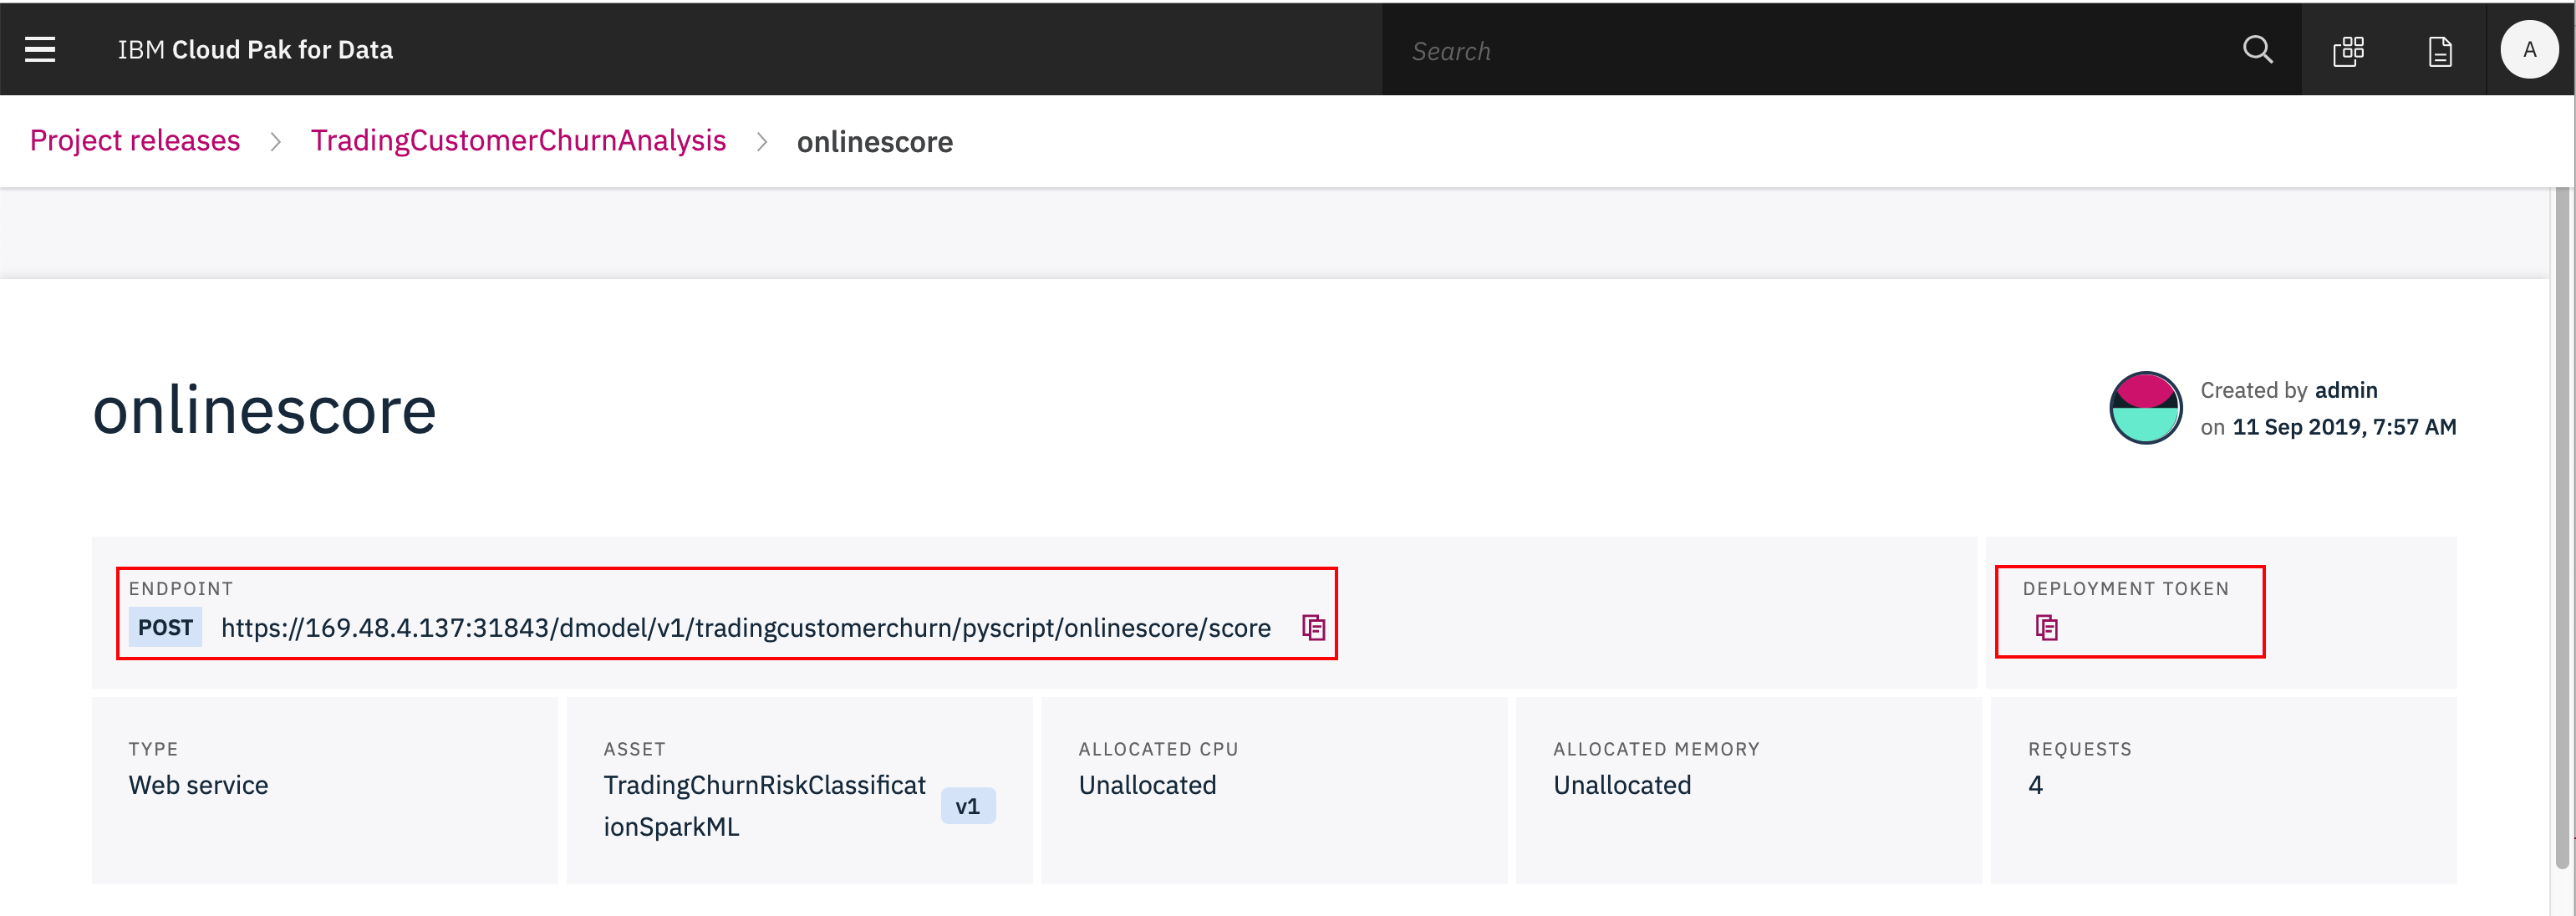 IBM Cloud Pak for Data
Search
A
Project releases > TradingCustomerChurnAnalysis > onlinescore
onlinescore
Created by admin
on 11 Sep 2019, 7:57 AM
ENDPOINT
POST https://169.48.4.137:31843/dmodel/v1/tradingcustomerchurn/pyscript/onlinescore/score
DEPLOYMENT TOKEN
TYPE
Web service
ASSET
TradingChurnRiskClassificat
ionSparkML
v1
ALLOCATED CPU
Unallocated
ALLOCATED MEMORY
Unallocated
REQUESTS
4